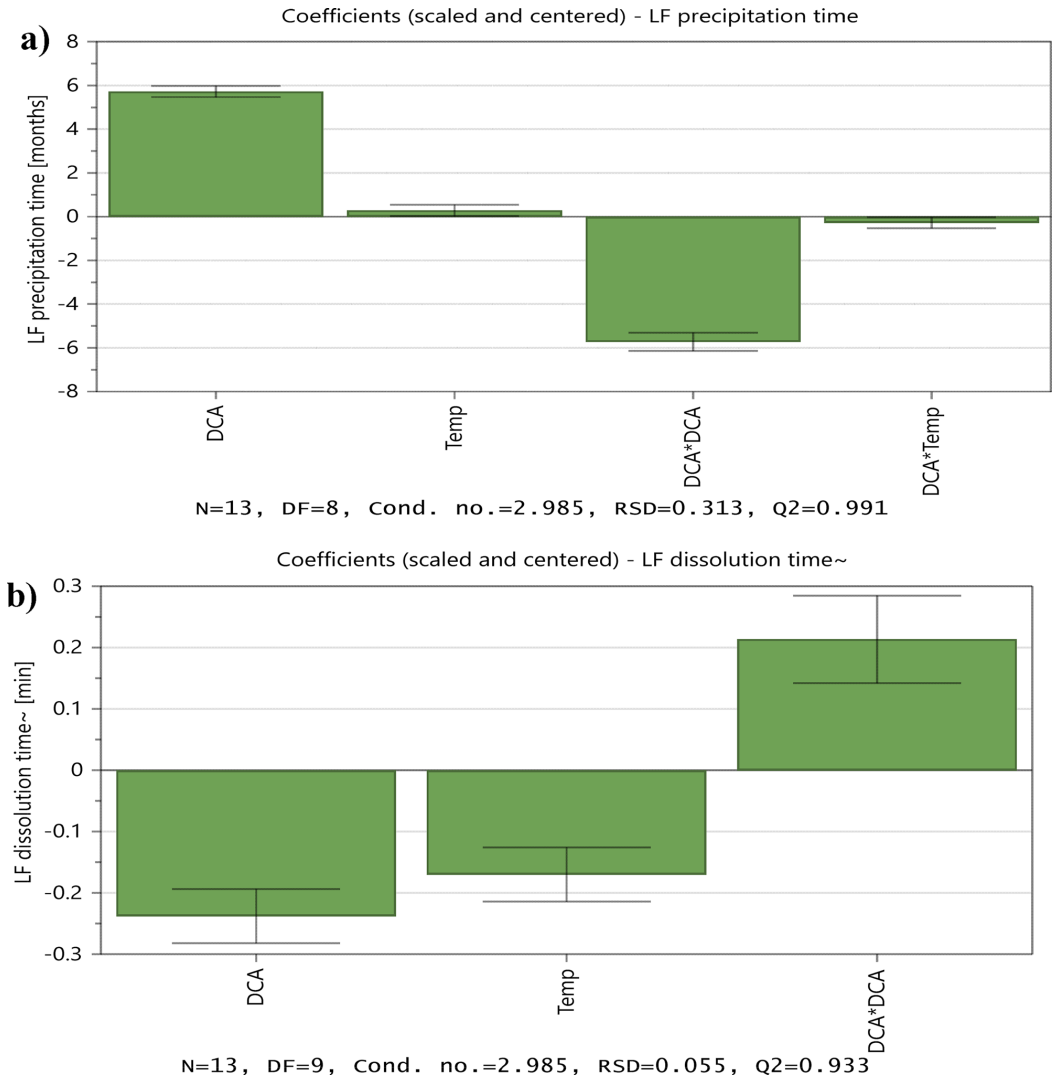 a)
Coefficients (scaled and centered) - LF precipitation time
LF precipitation time [months]
8
6
4
2
0
-2
-4
-6
-8
DCA
Temp
DCA*DCA
DCA*Temp
N=13, DF=8, Cond. no.=2.985, RSD=0.313, Q2=0.991
b)
Coefficients (scaled and centered) - LF dissolution time~
LF dissolution time~ [min]
0.3
0.2
0.1
0
-0.1
-0.2
-0.3
DCA
Temp
DCA*DCA
N=13, DF=9, Cond. no.=2.985, RSD=0.055, Q2=0.933